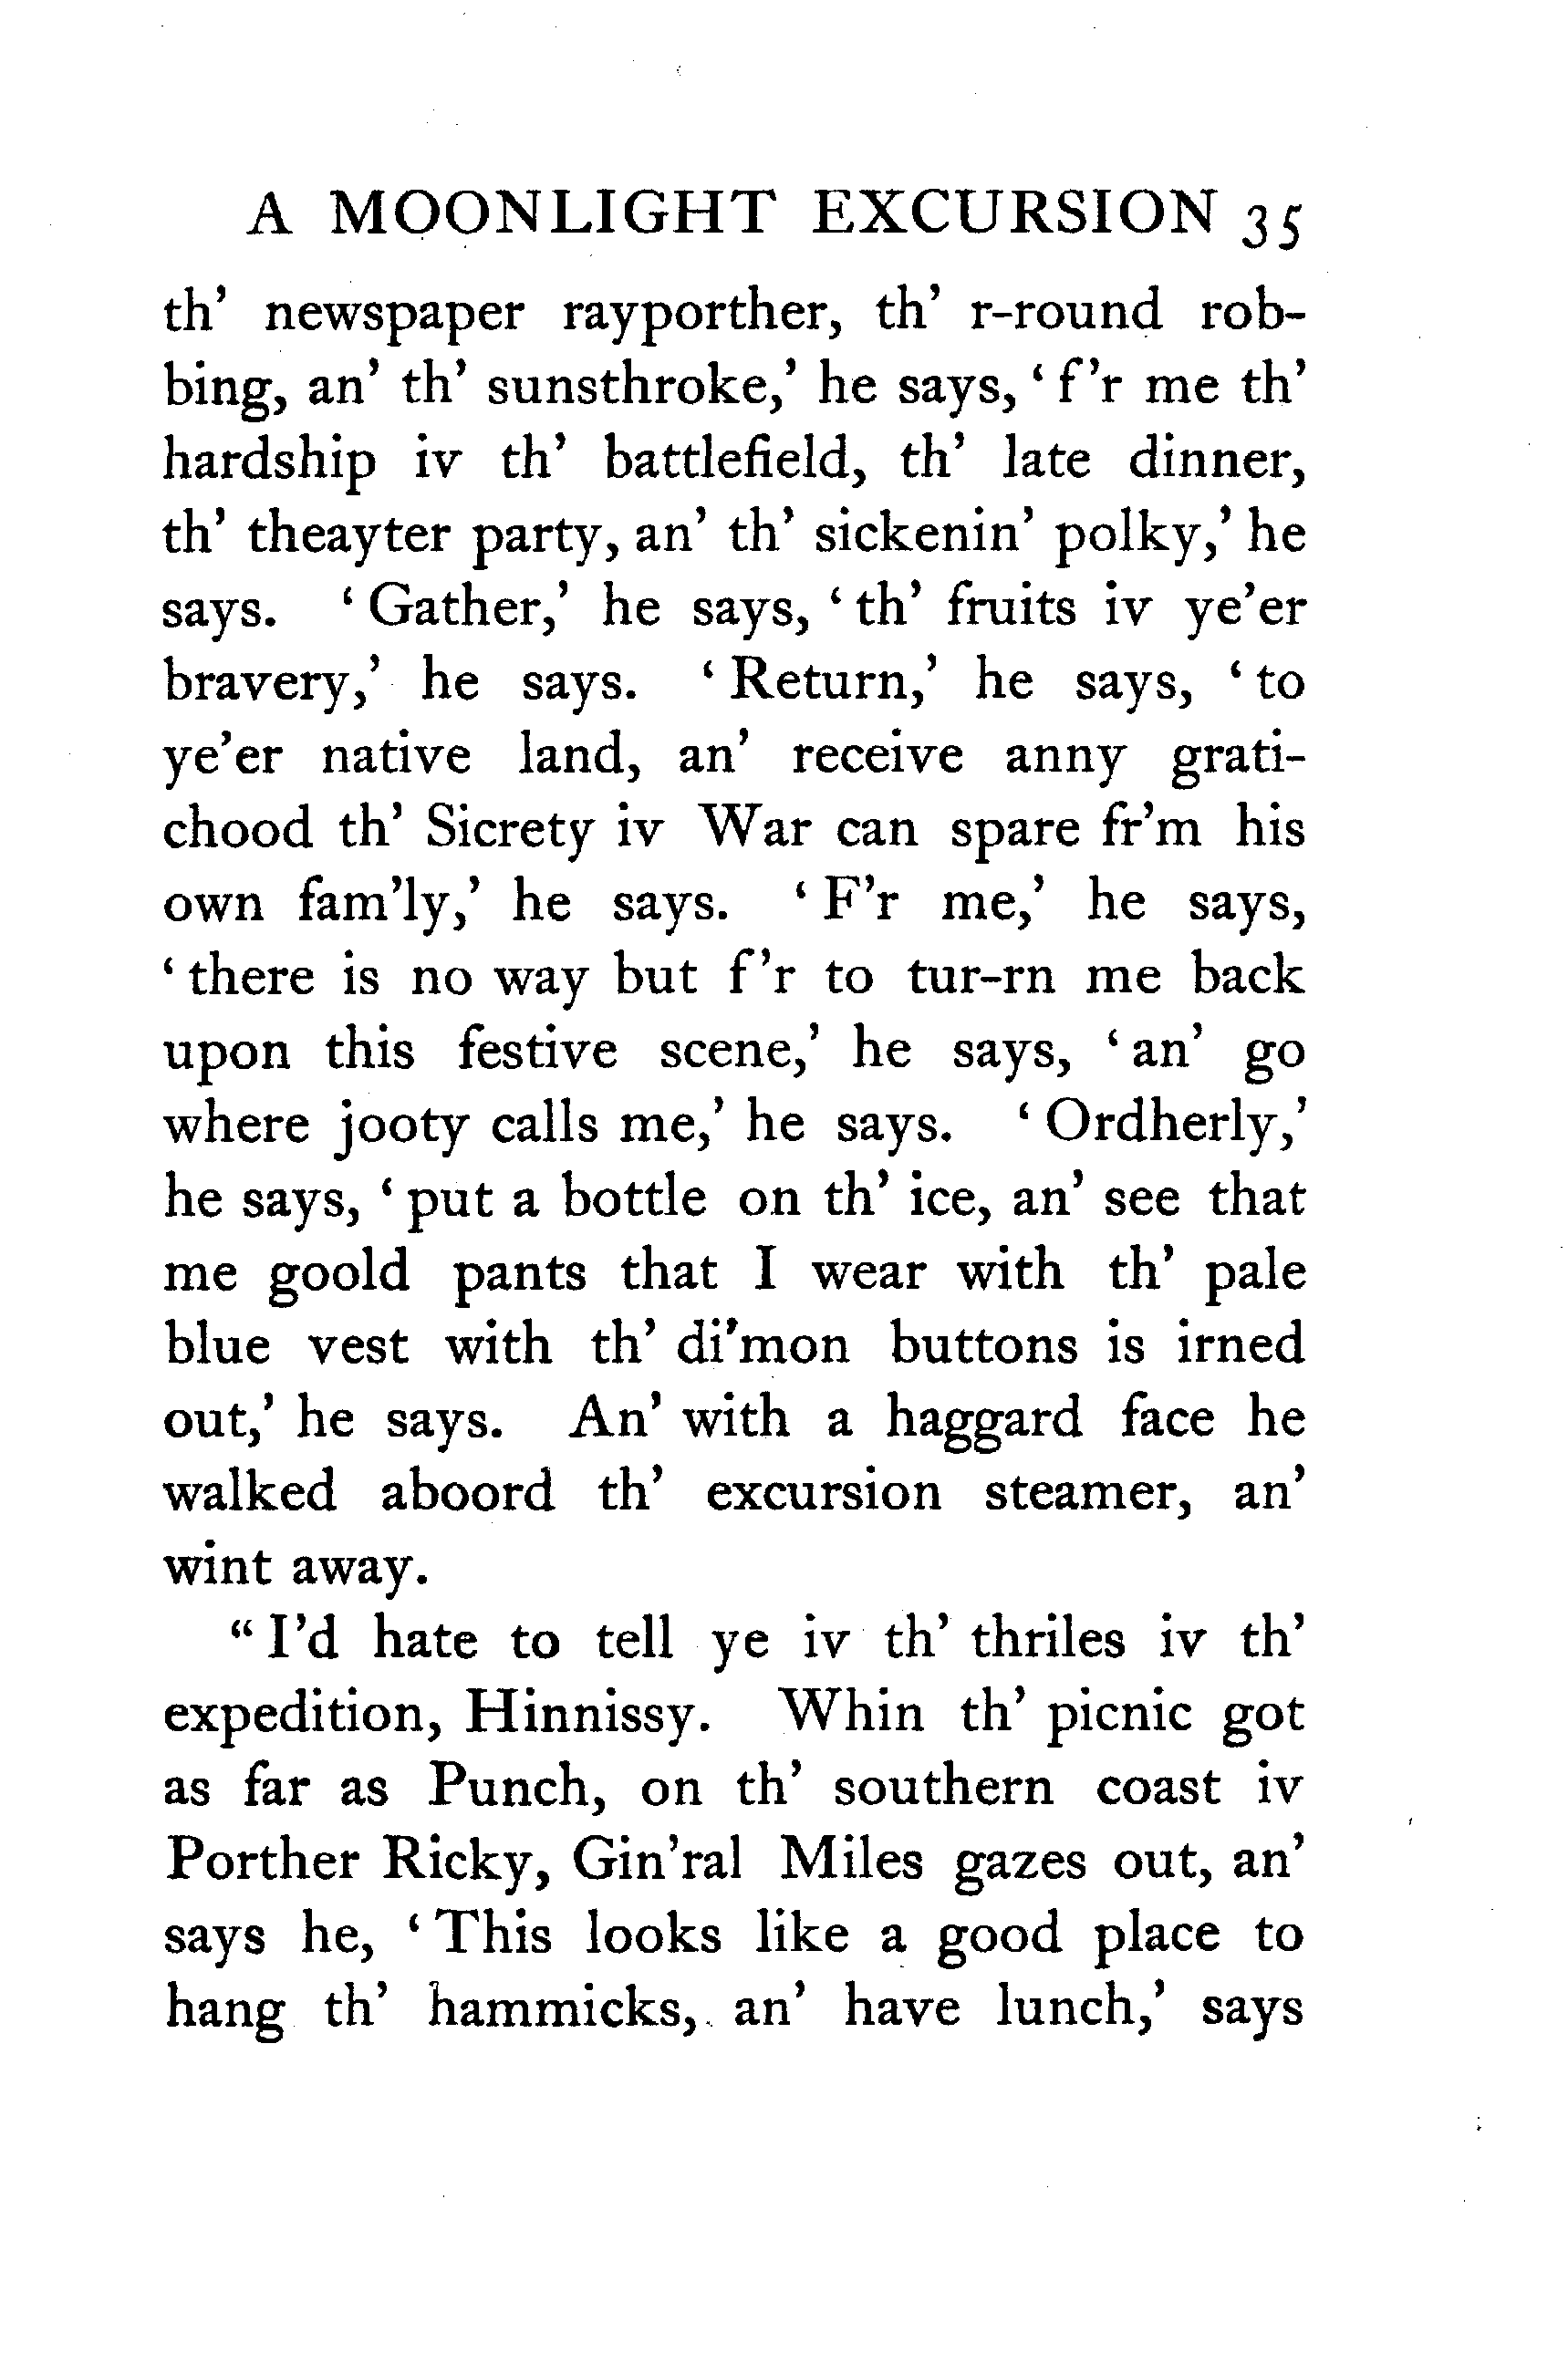 A MOONLIGHT EXCURSION 35
th' newspaper rayporther, th' r-round rob-
bing, an' th' sunsthroke,' he says, 'f'r me th'
hardship iv th' battlefield, th' late dinner,
th' theayter party, an' th' sickenin' polky,' he
says. 'Gather,' he says, 'th' fruits iv ye'er
bravery,' he says. 'Return,' he says, 'to
ye'er native land, an' receive anny grati-
chood th' Sicrety iv War can spare fr'm his
own fam'ly,' he says. 'F'r me,' he says,
'there is no way but f'r to tur-rn me back
upon this festive scene,' he says, 'an' go
where jooty calls me,' he says. 'Ordherly,'
he says, 'put a bottle on th' ice, an' see that
me goold pants that I wear with th' pale
blue vest with th' di'mon buttons is irned
out,' he says. An' with a haggard face he
walked aboord th' excursion steamer, an'
wint away.
"I'd hate to tell ye iv th' thriles iv th'
expedition, Hinnissy. Whin th' picnic got
as far as Punch, on th' southern coast iv
Porther Ricky, Gin'ral Miles gazes out, an'
says he, 'This looks like a good place to
hang th' hammicks, an' have lunch,' says